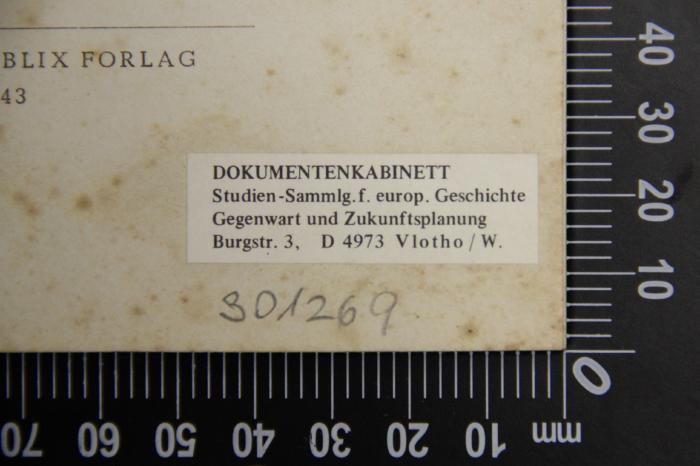 BLIX FORLAG
43
DOKUMENTENKABINETT
Studien-Sammlg. f. europ. Geschichte
Gegenwart und Zukunftsplanung
Burgstr. 3, D 4973 Vlotho / W.
301269
40
30
20
10
0
70 60 50 40 30 20 10 mm